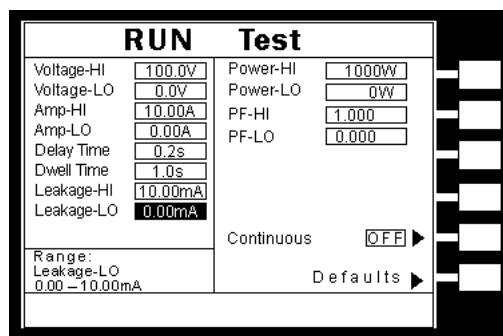 RUN Test
Voltage-HI 100.0V
Voltage-LO 0.0V
Amp-HI 10.00A
Amp-LO 0.00A
Delay Time 0.2s
Dwell Time 1.0s
Leakage-HI 10.00mA
Leakage-LO 0.00mA
Range:
Leakage-LO
0.00 – 10.00mA
Power-HI 1000W
Power-LO 0W
PF-HI 1.000
PF-LO 0.000
Continuous OFF
Defaults